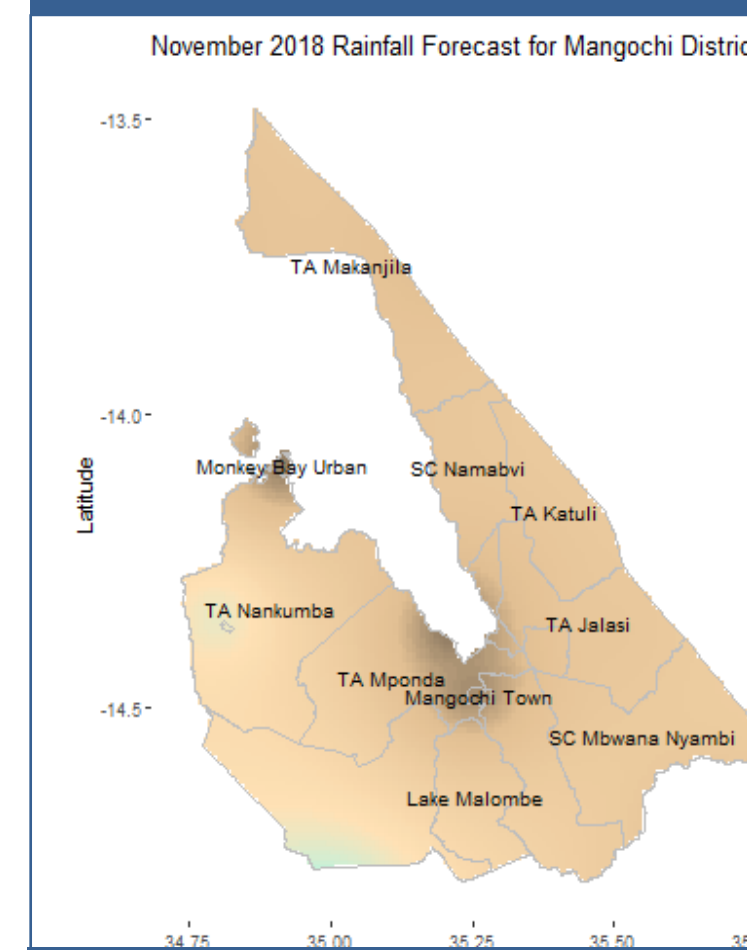 November 2018 Rainfall Forecast for Mangochi Distric
-13.5
TA Makanjila
-14.0
Monkey Bay Urban
SC Namabvi
Latitude
TA Katuli
TA Nankumba
TA Jalasi
TA Mponda
Mangochi Town
-14.5
SC Mbwana Nyambi
Lake Malombe
34.75 35.00 35.25 35.50 35